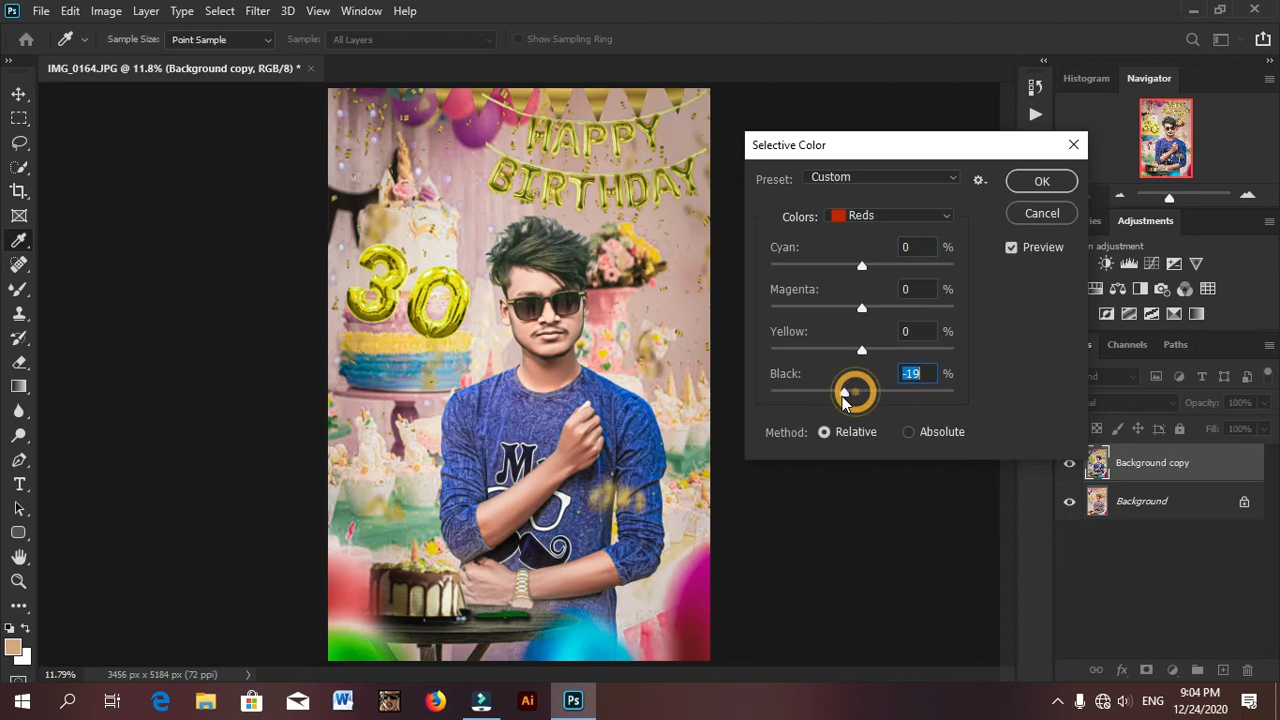 Ps File Edit Image Layer Type Select Filter 3D View Window Help
Sample Size: Point Sample Sample: All Layers Show Sampling Ring
IMG_0164.JPG @ 11.8% (Background copy, RGB/8) *
Histogram Navigator
HAPPY
BIRTHDAY
30
Selective Color
Preset: Custom
OK
Colors: Reds
Cancel
Adjustments
Cyan: 0 %
Preview
n adjustment
Magenta: 0 %
Yellow: 0 %
Channels Paths
Black: -19 %
Opacity: 100%
Method: Relative Absolute
Fill: 100%
Background copy
Background
11.79% 3456 px x 5184 px (72 ppi)
Ai Ps
ENG
9:04 PM
12/24/2020